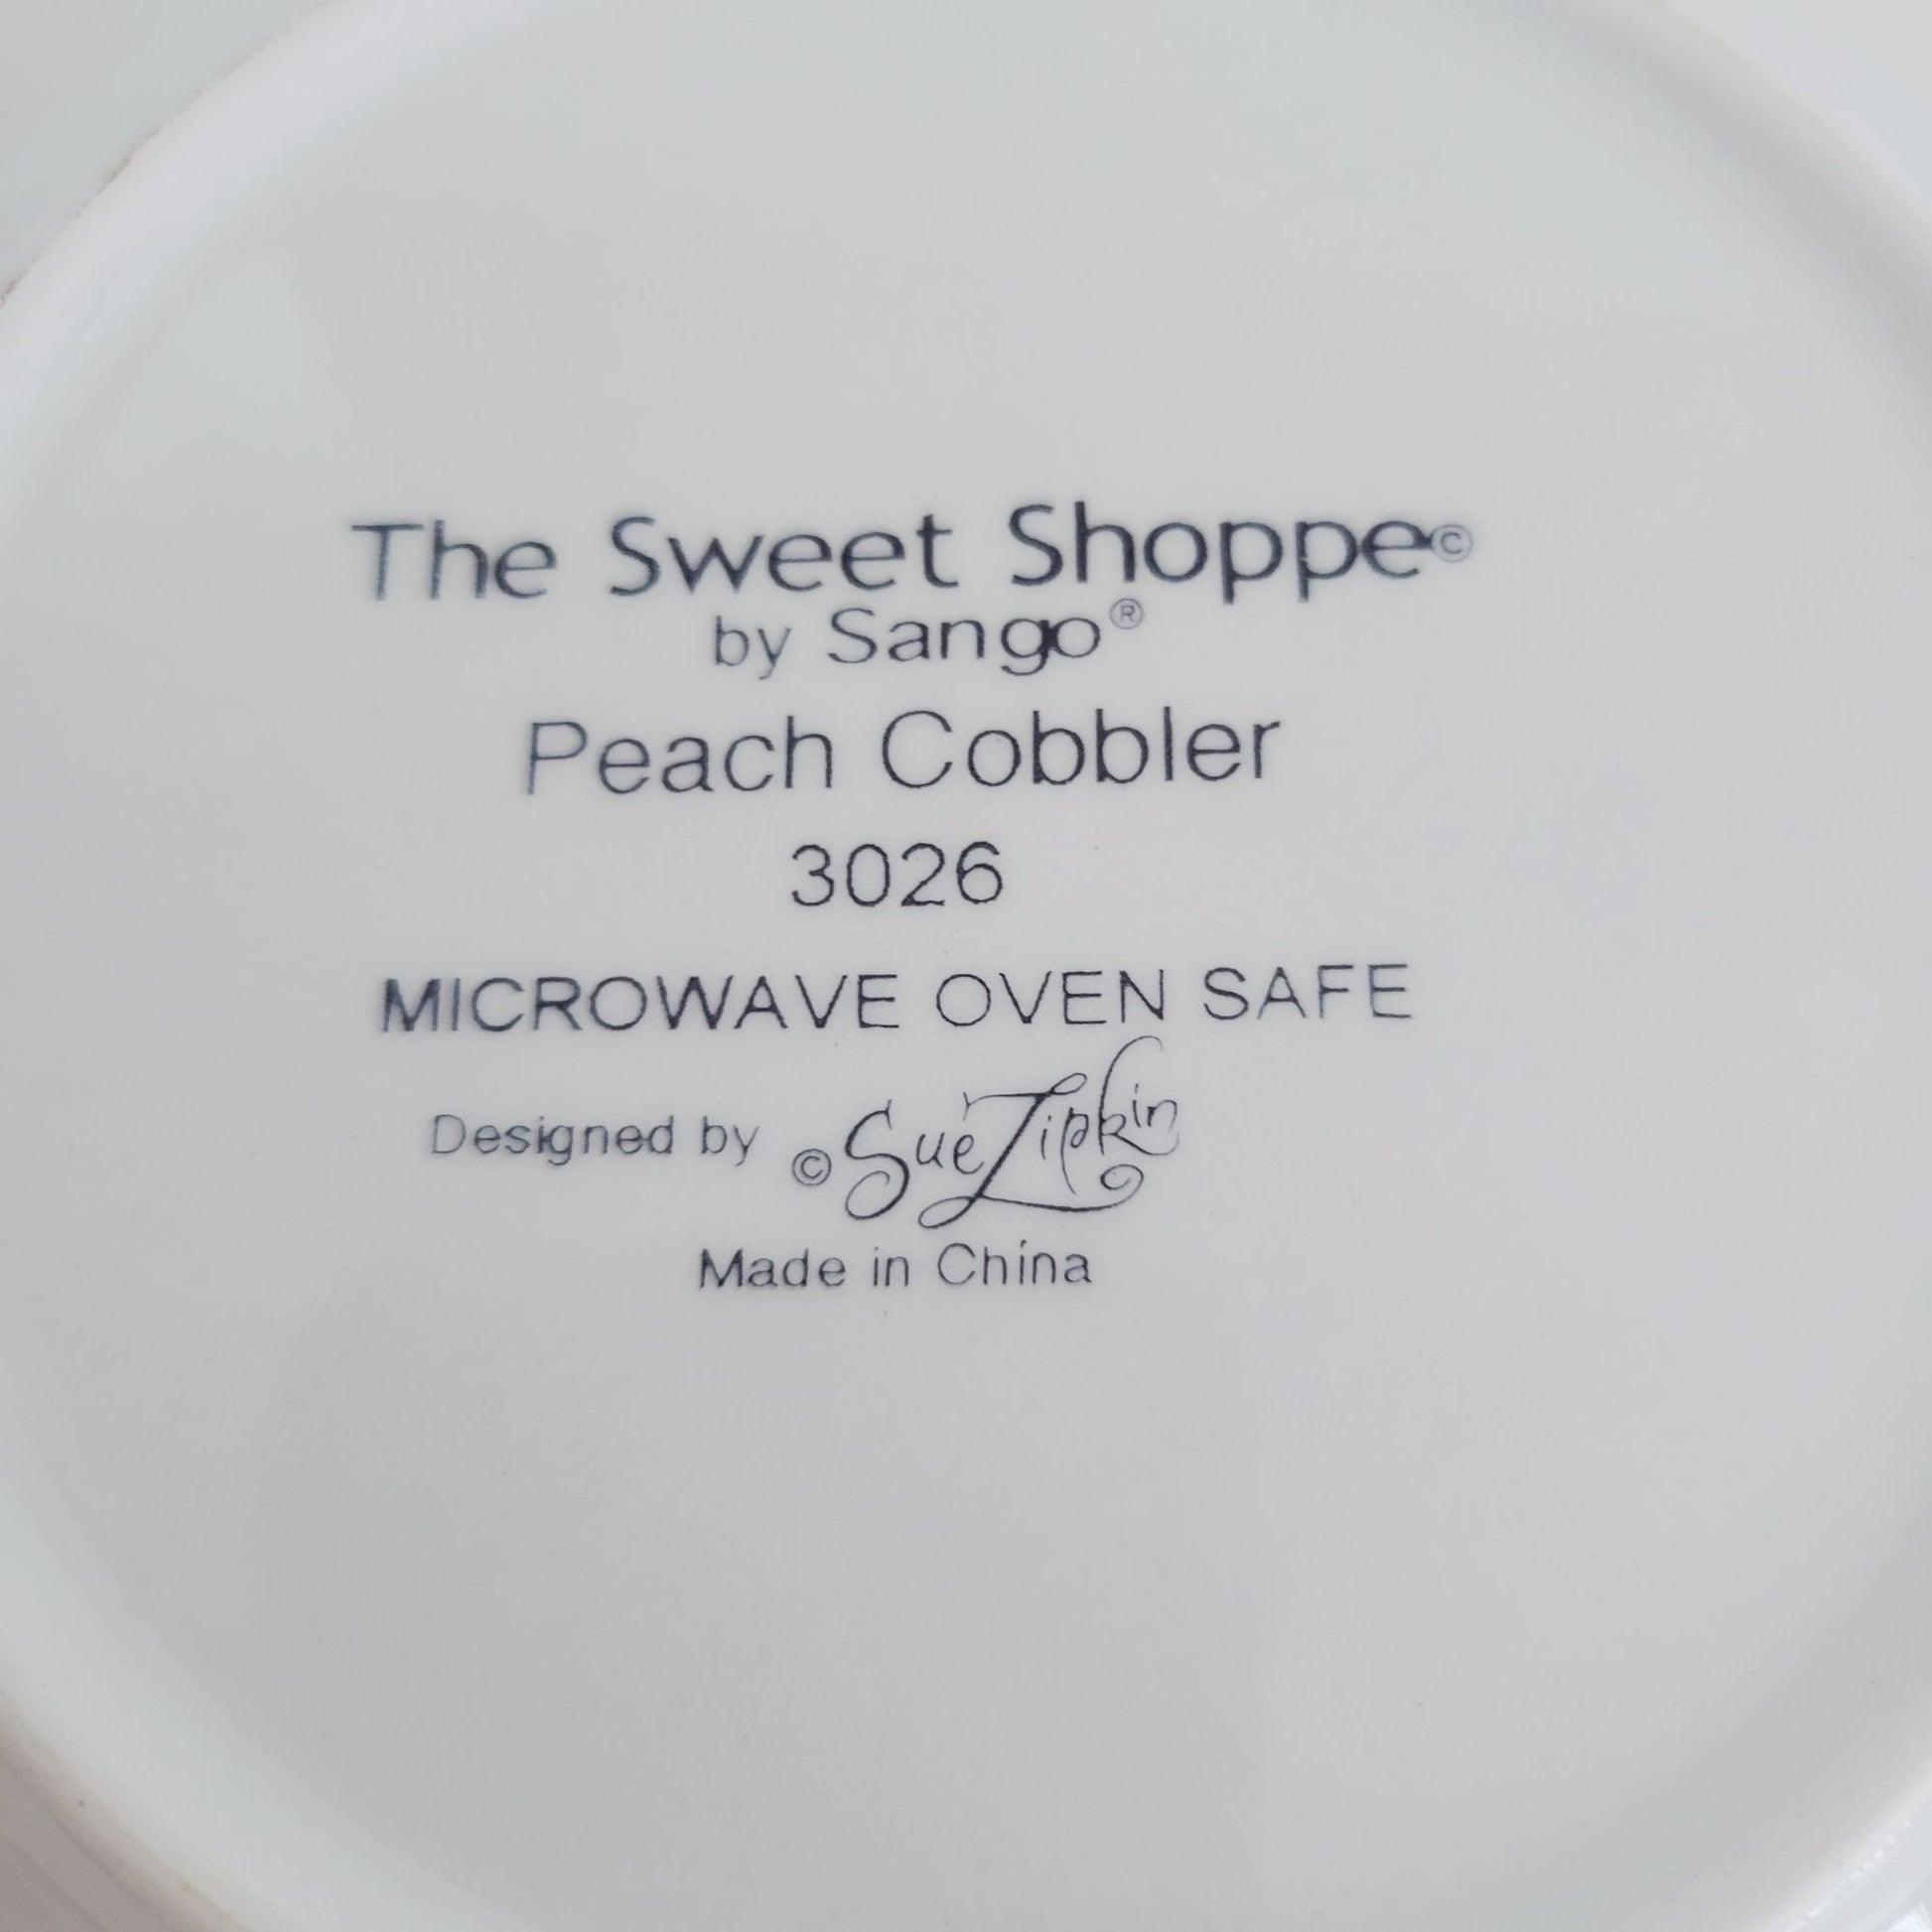 The Sweet Shoppe©
by Sango®
Peach Cobbler
3026
MICROWAVE OVEN SAFE
Designed by © Sue Zipkin
Made in China